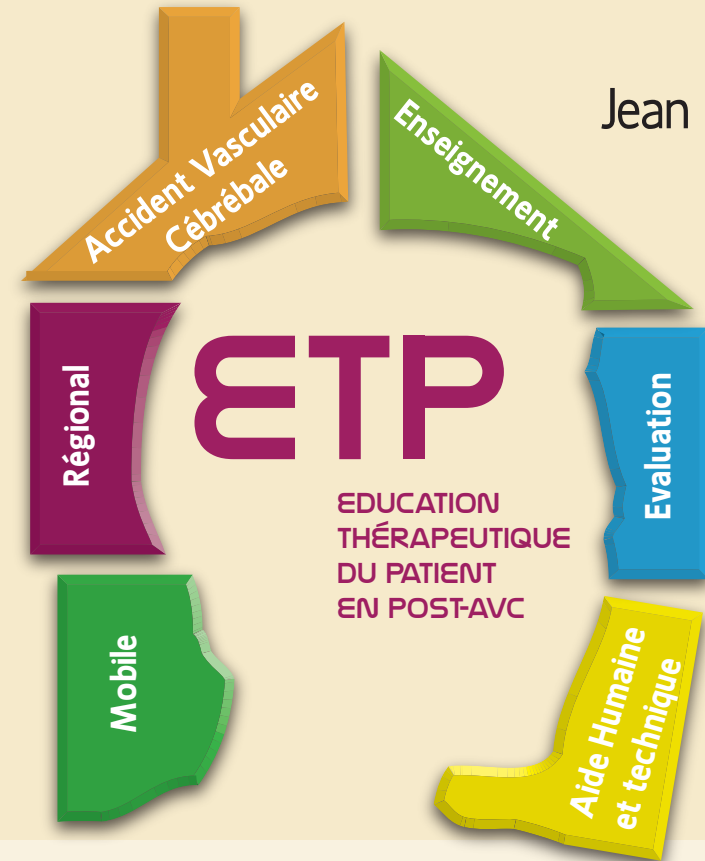 Jean
Accident Vasculaire
Cébrébale
Enseignement
Régional
ETP
Evaluation
EDUCATION
THÉRAPEUTIQUE
DU PATIENT
EN POST-AVC
Mobile
Aide Humaine
et technique